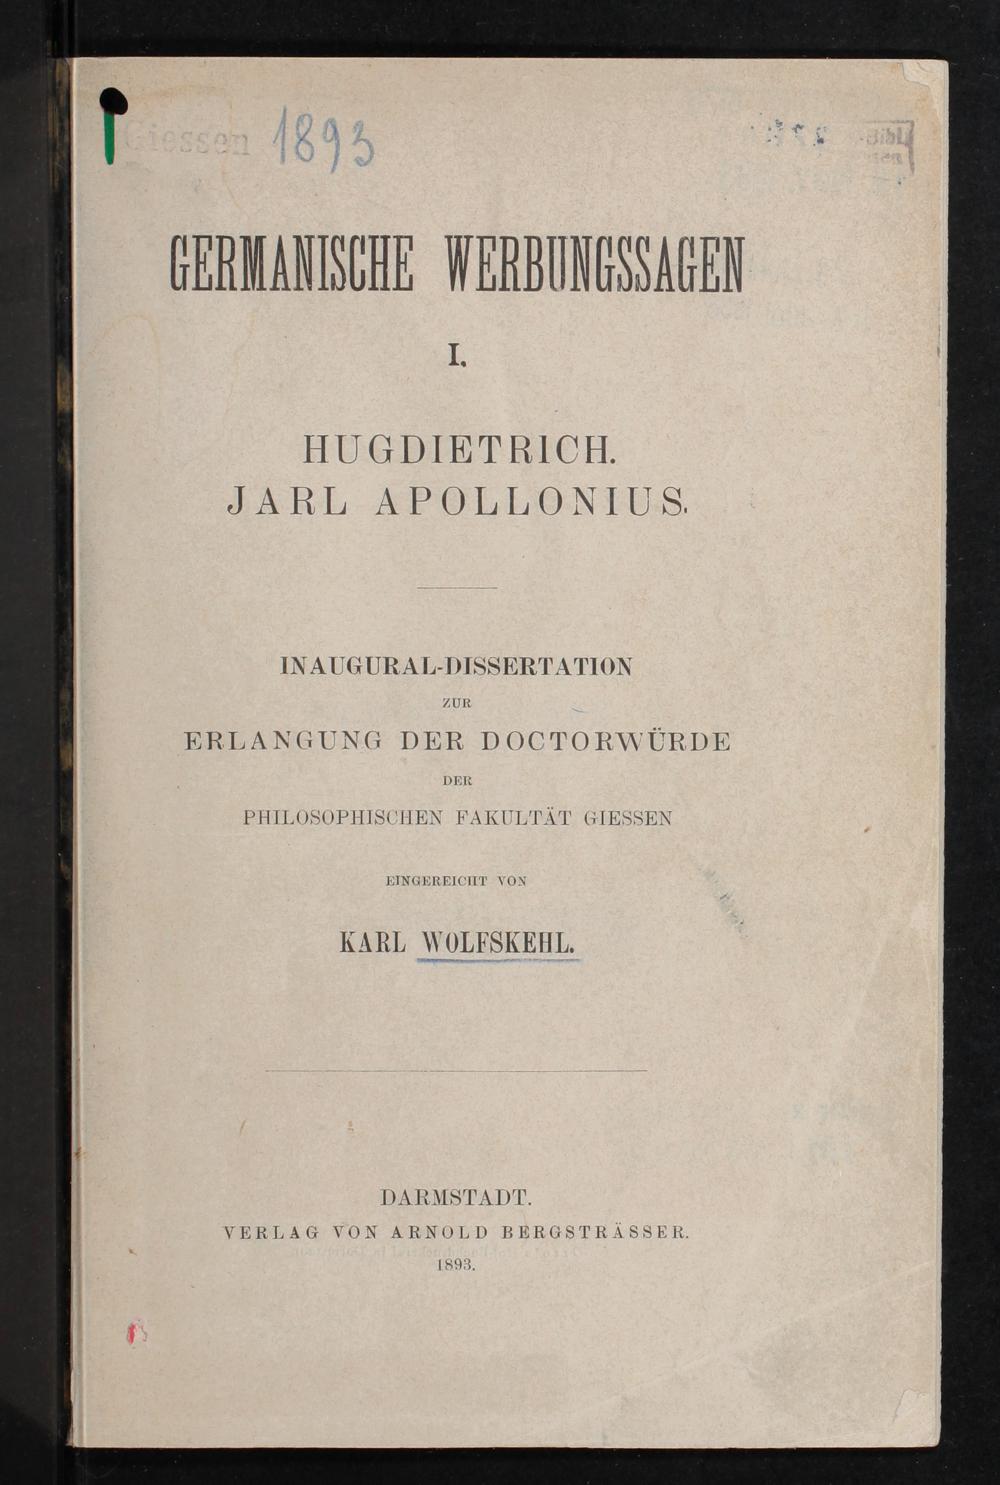 Giessen 1893
GERMANISCHE WERBUNGSSAGEN
I.
HUGDIETRICH.
JARL APOLLONIUS.
INAUGURAL-DISSERTATION
ZUR
ERLANGUNG DER DOCTORWÜRDE
DER
PHILOSOPHISCHEN FAKULTÄT GIESSEN
EINGEREICHT VON
KARL WOLFSKEHL.
DARMSTADT.
VERLAG VON ARNOLD BERGSTRÄSSER.
1893.